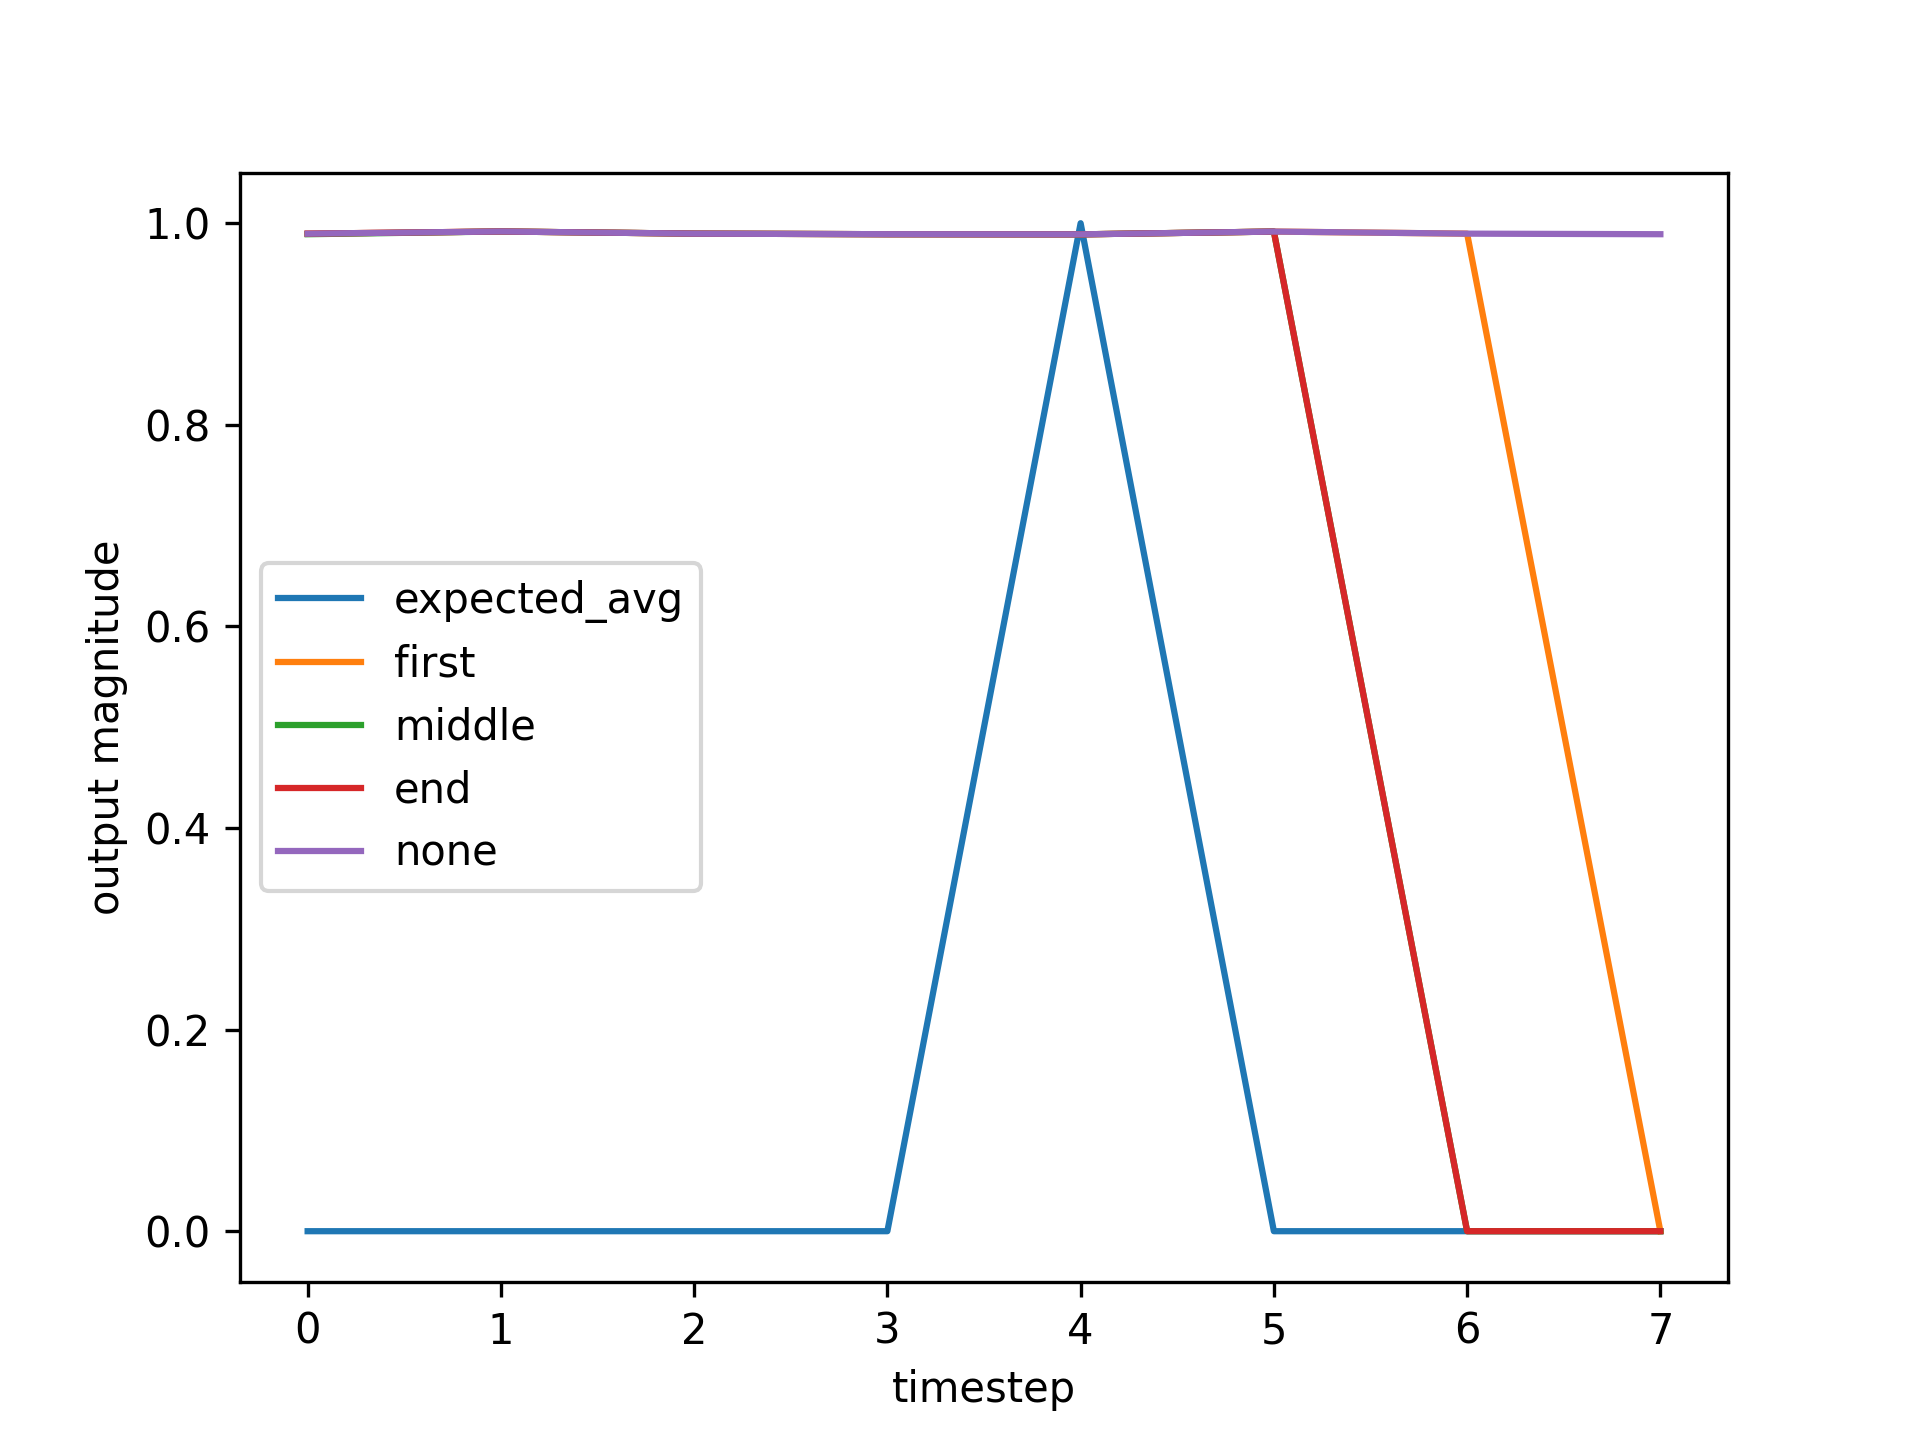 1.0
0.8
0.6
0.4
0.2
0.0
output magnitude
expected_avg
first
middle
end
none
0 1 2 3 4 5 6 7
timestep